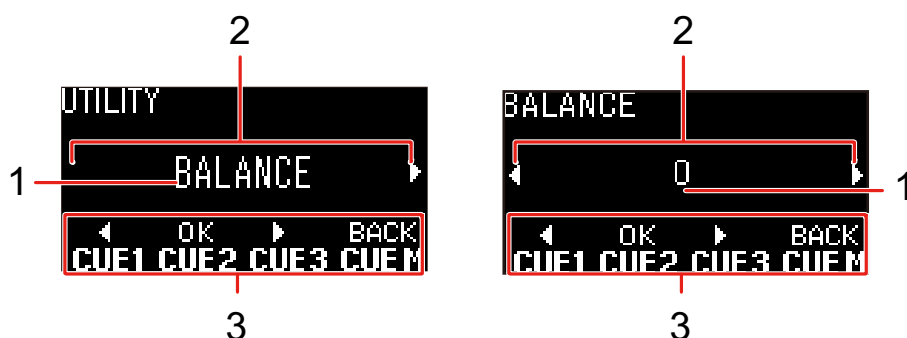 2
UTILITY
1
BALANCE ▶
◀ OK ▶ BACK
CUE1 CUE2 CUE3 CUE M
3
2
BALANCE
◀ 0 ▶
1
◀ OK ▶ BACK
CUE1 CUE2 CUE3 CUE M
3